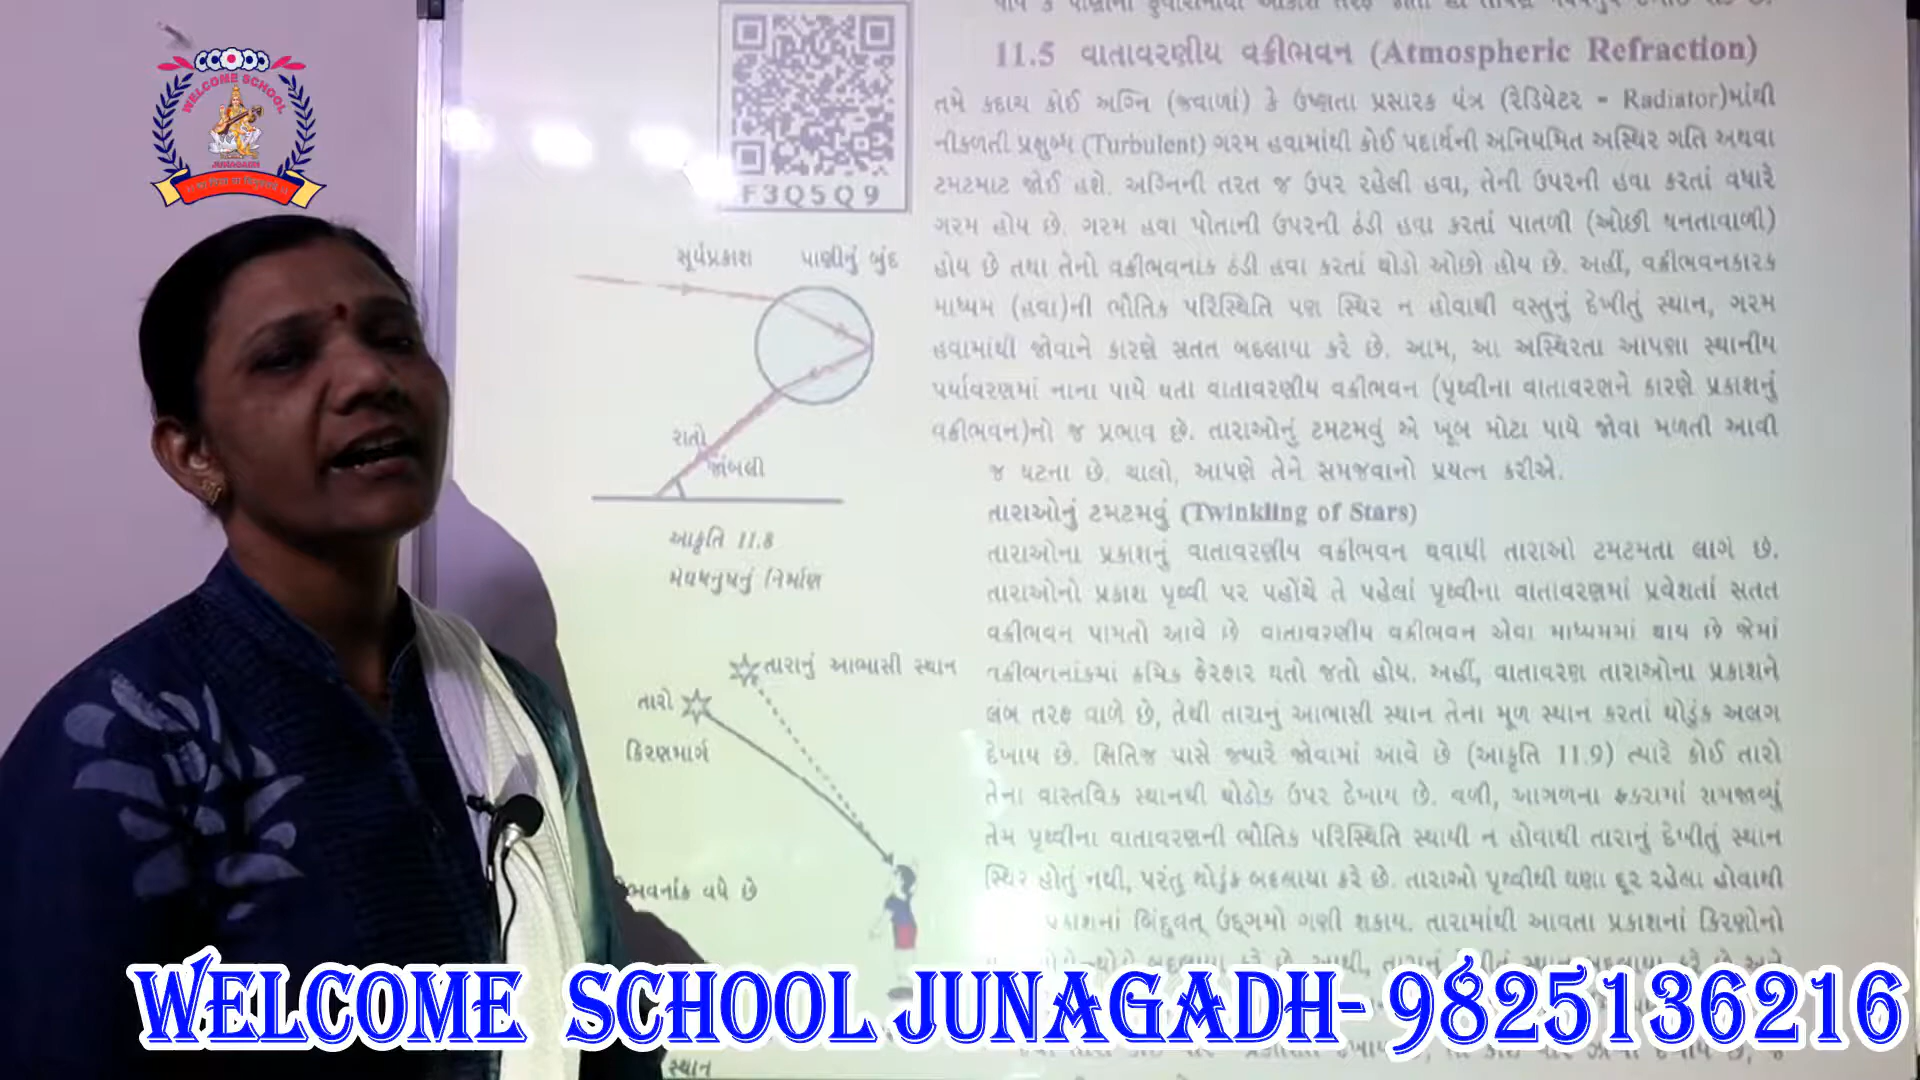 WELCOME SCHOOL
JUNAGADH
F3Q5Q9
સૂર્યપ્રકાશ પાણીનું બુંદ
રાતો
જાંબલી
આકૃતિ 11.8
મેઘધનુષનું નિર્માણ
તારાનું આભાસી સ્થાન
તારો
કિરણમાર્ગ
વધે છે
સ્થાન
11.5 વાતાવરણીય વક્રીભવન (Atmospheric Refraction)
તમે કદાચ કોઈ અગ્નિ (જ્વાળા) કે ઉષ્ણતા પ્રસારક યંત્ર (રેડિયેટર - Radiator)માંથી
નીકળતી પ્રક્ષુબ્ધ (Turbulent) ગરમ હવામાંથી કોઈ પદાર્થની અનિયમિત અસ્થિર ગતિ અથવા
ટમટમાટ જોઈ હશે. અગ્નિની તરત જ ઉપર રહેલી હવા, તેની ઉપરની હવા કરતાં વધારે
ગરમ હોય છે. ગરમ હવા પોતાની ઉપરની ઠંડી હવા કરતાં પાતળી (ઓછી ઘનતાવાળી)
હોય છે તથા તેનો વક્રીભવનાંક ઠંડી હવા કરતાં થોડો ઓછો હોય છે. અહીં, વક્રીભવનકારક
માધ્યમ (હવા)ની ભૌતિક પરિસ્થિતિ પણ સ્થિર ન હોવાથી વસ્તુનું દેખીતું સ્થાન, ગરમ
હવામાંથી જોવાને કારણે સતત બદલાયા કરે છે. આમ, આ અસ્થિરતા આપણા સ્થાનીય
પર્યાવરણમાં નાના પાયે થતા વાતાવરણીય વક્રીભવન (પૃથ્વીના વાતાવરણને કારણે પ્રકાશનું
વક્રીભવન)નો જ પ્રભાવ છે. તારાઓનું ટમટમવું એ ખૂબ મોટા પાયે જોવા મળતી આવી
જ ઘટના છે. ચાલો, આપણે તેને સમજવાનો પ્રયત્ન કરીએ.
તારાઓનું ટમટમવું (Twinkling of Stars)
તારાઓના પ્રકાશનું વાતાવરણીય વક્રીભવન થવાથી તારાઓ ટમટમતા લાગે છે.
તારાઓનો પ્રકાશ પૃથ્વી પર પહોંચે તે પહેલાં પૃથ્વીના વાતાવરણમાં પ્રવેશતાં સતત
વક્રીભવન પામતો આવે છે વાતાવરણીય વક્રીભવન એવા માધ્યમમાં થાય છે જેમાં
વક્રીભવનાંકમાં ક્રમિક ફેરફાર થતો જતો હોય. અહીં, વાતાવરણ તારાઓના પ્રકાશને
લંબ તરફ વાળે છે, તેથી તારાનું આભાસી સ્થાન તેના મૂળ સ્થાન કરતાં થોડુંક અલગ
દેખાય છે. ક્ષિતિજ પાસે જ્યારે જોવામાં આવે છે (આકૃતિ 11.9) ત્યારે કોઈ તારો
તેના વાસ્તવિક સ્થાનથી થોડોક ઉપર દેખાય છે. વળી, આગળના ફકરામાં સમજાવ્યું
તેમ પૃથ્વીના વાતાવરણની ભૌતિક પરિસ્થિતિ સ્થાયી ન હોવાથી તારાનું દેખીતું સ્થાન
સ્થિર હોતું નથી, પરંતુ થોડુંક બદલાયા કરે છે. તારાઓ પૃથ્વીથી ઘણા દૂર રહેલા હોવાથી
પ્રકાશનાં બિંદુવત્ ઉદ્ગમો ગણી શકાય. તારામાંથી આવતા પ્રકાશનાં કિરણોનો
WELCOME SCHOOL JUNAGADH- 9825136216